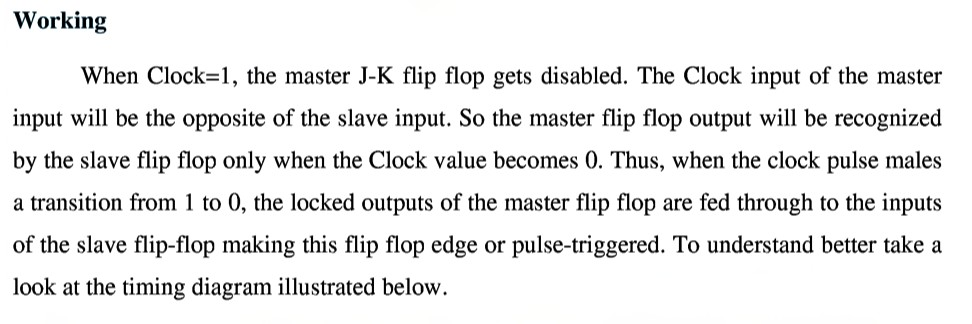 Working
When Clock=1, the master J-K flip flop gets disabled. The Clock input of the master
input will be the opposite of the slave input. So the master flip flop output will be recognized
by the slave flip flop only when the Clock value becomes 0. Thus, when the clock pulse males
a transition from 1 to 0, the locked outputs of the master flip flop are fed through to the inputs
of the slave flip-flop making this flip flop edge or pulse-triggered. To understand better take a
look at the timing diagram illustrated below.